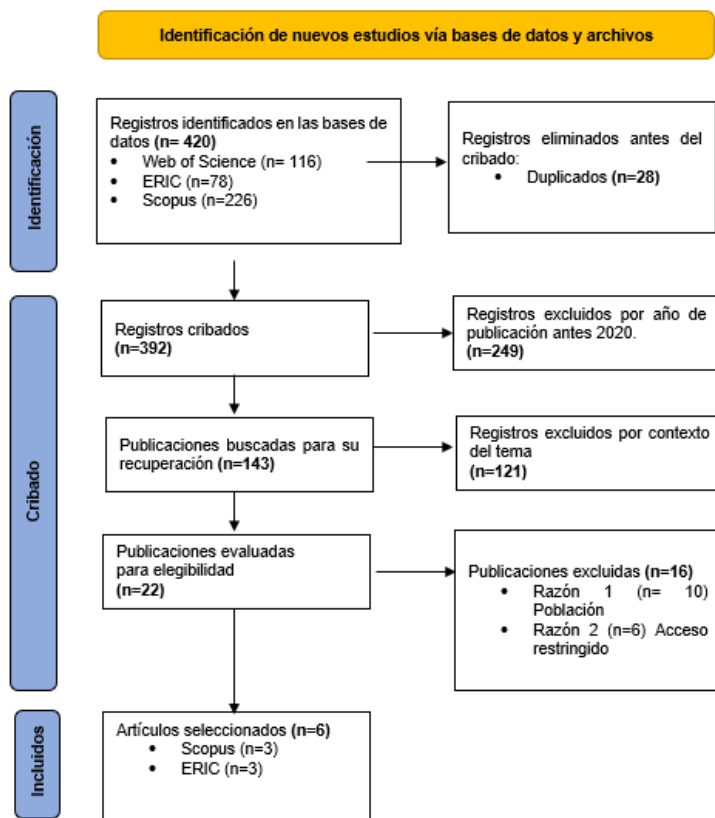 Identificación de nuevos estudios vía bases de datos y archivos
Identificación
Registros identificados en las bases de
datos (n= 420)
• Web of Science (n= 116)
• ERIC (n=78)
• Scopus (n=226)
Registros eliminados antes del
cribado:
• Duplicados (n=28)
Cribado
Registros cribados
(n=392)
Registros excluidos por año de
publicación antes 2020.
(n=249)
Publicaciones buscadas para su
recuperación (n=143)
Registros excluidos por contexto
del tema
(n=121)
Publicaciones evaluadas
para elegibilidad
(n=22)
Publicaciones excluidas (n=16)
• Razón 1 (n= 10)
Población
• Razón 2 (n=6) Acceso
restringido
Incluidos
Artículos seleccionados (n=6)
• Scopus (n=3)
• ERIC (n=3)